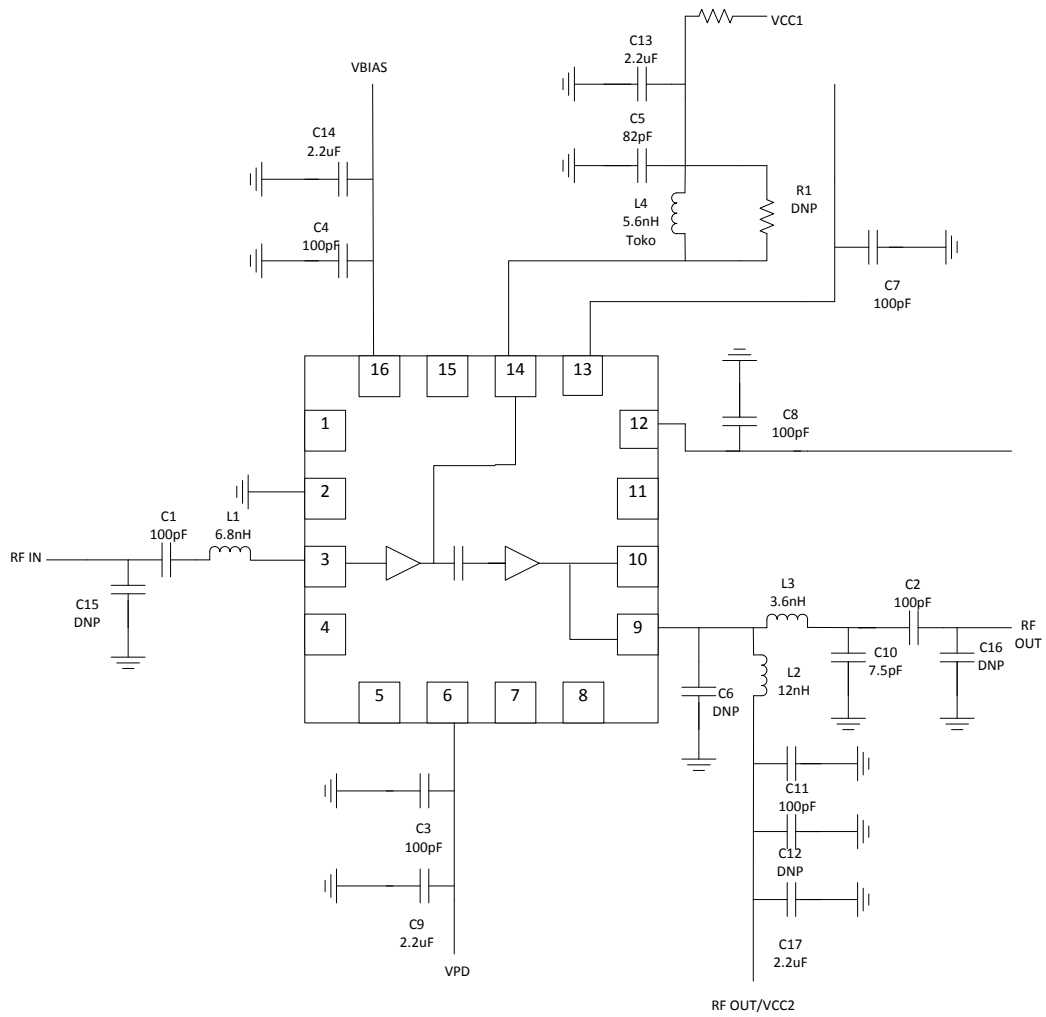 VCC1
C13
2.2uF
VBIAS
C5
82pF
C14
2.2uF
R1
DNP
L4
5.6nH
Toko
C4
100pF
C7
100pF
16
15
14
13
1
12
C8
100pF
2
11
C1
100pF
L1
6.8nH
RF IN
3
10
C15
DNP
L3
3.6nH
C2
100pF
4
9
RF
OUT
C10
7.5pF
C16
DNP
L2
12nH
C6
DNP
5
6
7
8
C11
100pF
C3
100pF
C12
DNP
C9
2.2uF
C17
2.2uF
VPD
RF OUT/VCC2